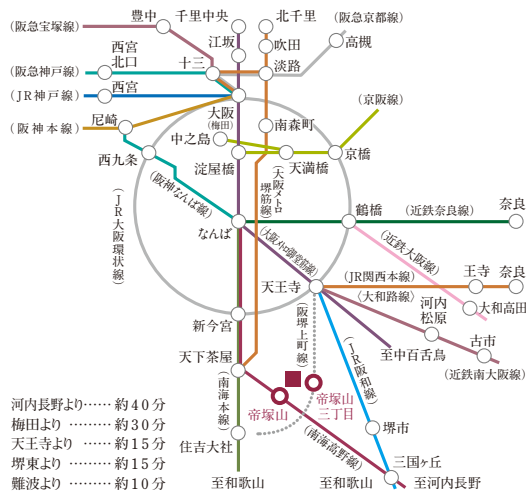 (阪急宝塚線)
豊中
千里中央
北千里
(阪急京都線)
江坂
吹田
高槻
(阪急神戸線)
西宮
北口
十三
淡路
(JR神戸線)
西宮
大阪
(梅田)
(阪神本線)
尼崎
中之島
南森町
(京阪線)
西九条
淀屋橋
天満橋
京橋
(阪神なんば線)
(大阪メトロ
堺筋線)
(JR大阪環状線)
なんば
鶴橋
(近鉄奈良線)
奈良
(大阪メトロ御堂筋線)
(近鉄大阪線)
天王寺
(JR関西本線)
〈大和路線〉
王寺
奈良
大和高田
新今宮
(阪堺上町線)
河内
松原
古市
(近鉄南大阪線)
至中百舌鳥
天下茶屋
(南海本線)
帝塚山
帝塚山
三丁目
(JR阪和線)
堺市
住吉大社
(南海高野線)
三国ヶ丘
至和歌山
至和歌山
至河内長野
河内長野より……約40分
梅田より………約30分
天王寺より……約15分
堺東より………約15分
難波より………約10分